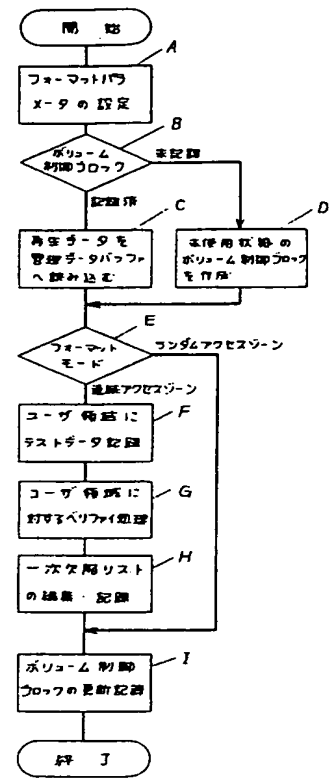 開始
A
フォーマットパラ
メータの設定
B
ボリューム
制御ブロック
未記録
記録済
C
再生データを
管理データバッファ
へ読み込む
D
未使用状態の
ボリューム制御ブロック
を作成
E
フォーマット
モード
ランダムアクセスゾーン
追記アクセスゾーン
F
ユーザ領域に
テストデータ記録
G
ユーザ領域に
対するベリファイ処理
H
一次欠陥リスト
の編集・記録
I
ボリューム制御
ブロックの更新記録
終了